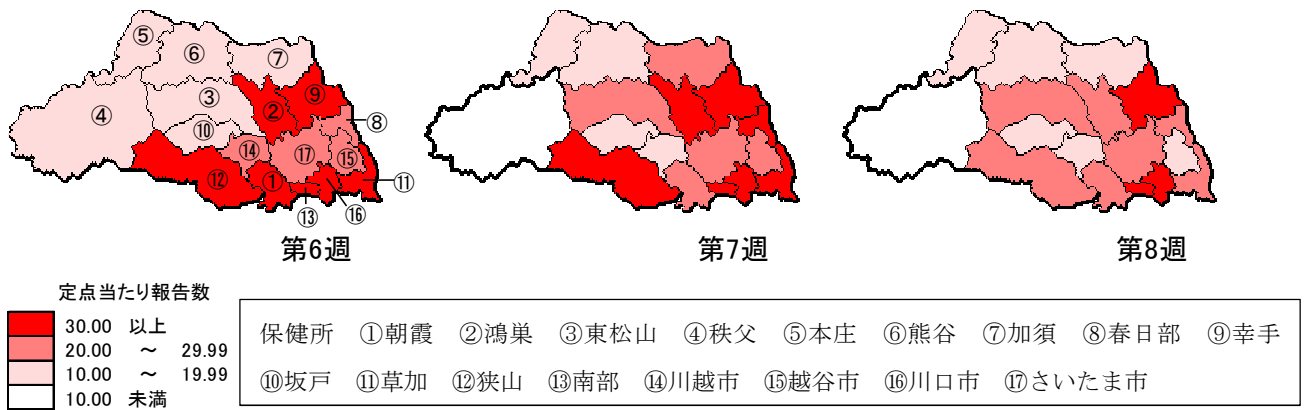 ⑤
⑥
⑦
④
③
②
⑨
⑧
⑩
⑭
⑰
⑮
⑫
①
⑪
⑬
⑯
第6週
第7週
第8週
定点当たり報告数
30.00 以上
20.00 ～ 29.99
10.00 ～ 19.99
10.00 未満
保健所 ①朝霞 ②鴻巣 ③東松山 ④秩父 ⑤本庄 ⑥熊谷 ⑦加須 ⑧春日部 ⑨幸手
⑩坂戸 ⑪草加 ⑫狭山 ⑬南部 ⑭川越市 ⑮越谷市 ⑯川口市 ⑰さいたま市